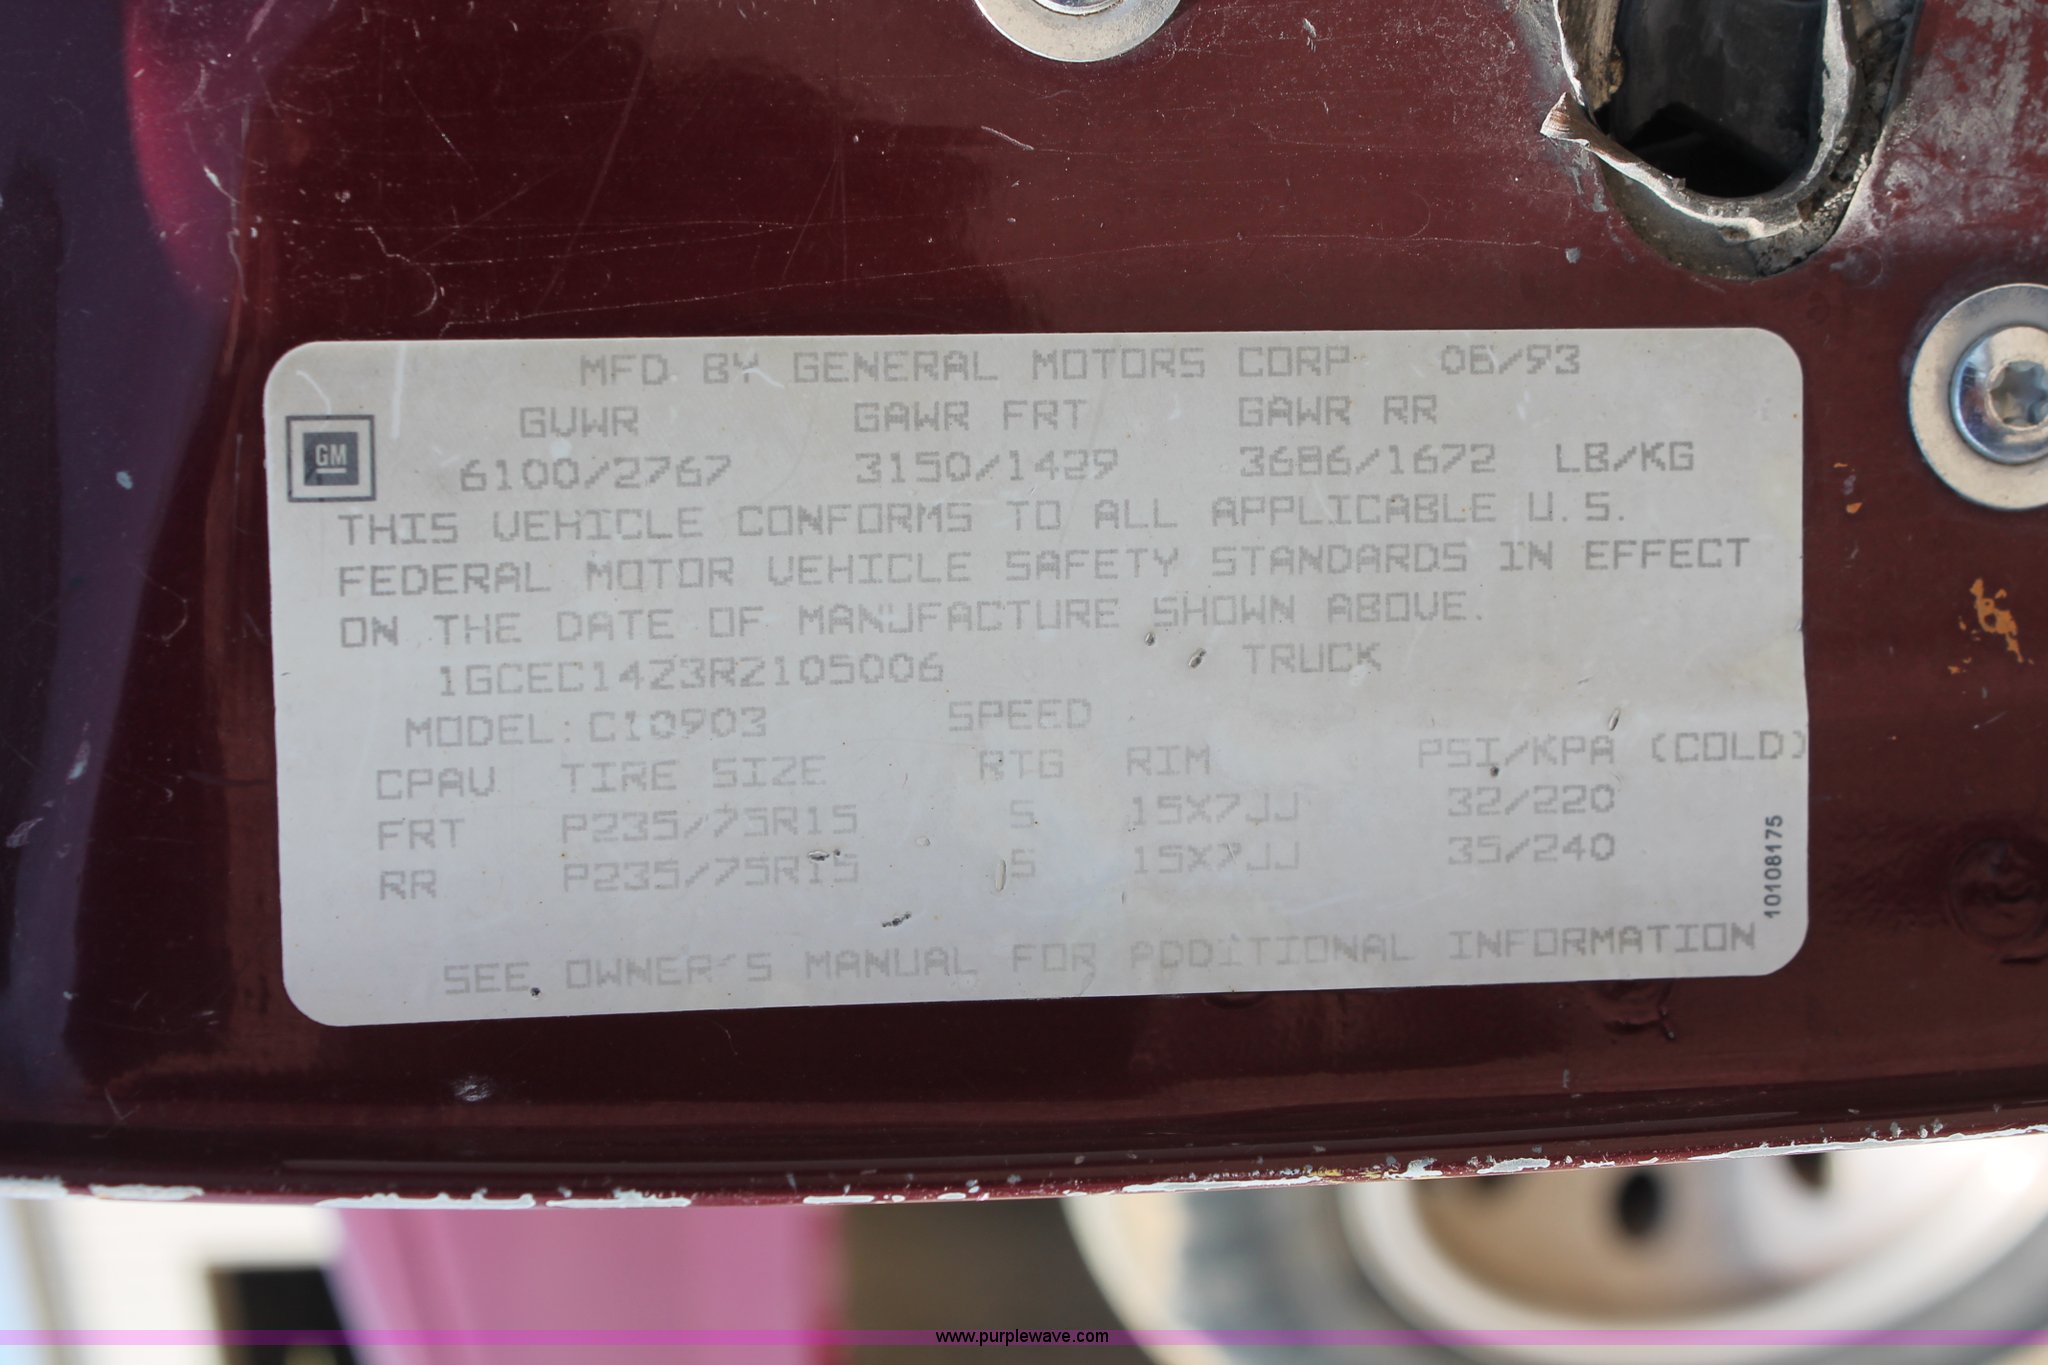 MFD BY GENERAL MOTORS CORP 08/93
GVWR GAWR FRT GAWR RR
GM
6100/2767 3150/1429 3686/1672 LB/KG
THIS VEHICLE CONFORMS TO ALL APPLICABLE U.S.
FEDERAL MOTOR VEHICLE SAFETY STANDARDS IN EFFECT
ON THE DATE OF MANUFACTURE SHOWN ABOVE.
1GCEC14Z3RZ105006 TRUCK
MODEL:C10903 SPEED
CPAV TIRE SIZE RTG RIM PSI/KPA (COLD)
FRT P235/75R15 S 15X7JJ 32/220
RR P235/75R15 S 15X7JJ 35/240
10108175
SEE OWNER'S MANUAL FOR ADDITIONAL INFORMATION
www.purplewave.com